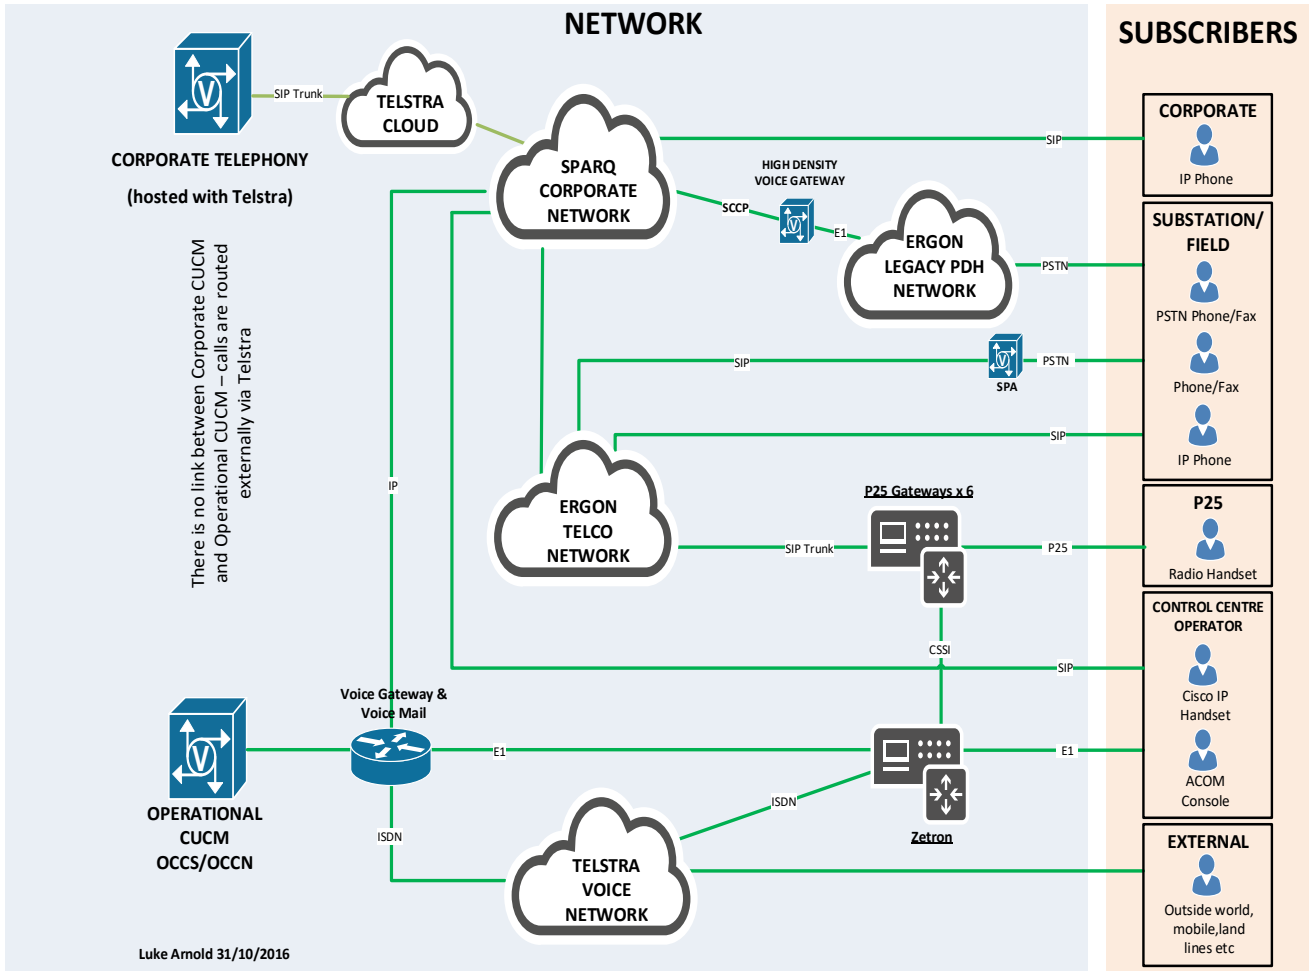 NETWORK
SUBSCRIBERS
SIP Trunk
TELSTRA
CLOUD
CORPORATE TELEPHONY
(hosted with Telstra)
SPARQ
CORPORATE
NETWORK
SIP
CORPORATE
IP Phone
HIGH DENSITY
VOICE GATEWAY
SCCP
E1
ERGON
LEGACY PDH
NETWORK
PSTN
SUBSTATION/
FIELD
PSTN Phone/Fax
There is no link between Corporate CUCM
and Operational CUCM – calls are routed
externally via Telstra
SIP
SPA
PSTN
Phone/Fax
SIP
IP Phone
IP
ERGON
TELCO
NETWORK
SIP Trunk
P25 Gateways x 6
P25
P25
Radio Handset
CSSI
CONTROL CENTRE
OPERATOR
SIP
Cisco IP
Handset
Voice Gateway &
Voice Mail
E1
E1
ACOM
Console
OPERATIONAL
CUCM
OCCS/OCCN
ISDN
ISDN
Zetron
TELSTRA
VOICE
NETWORK
EXTERNAL
Outside world,
mobile,land
lines etc
Luke Arnold 31/10/2016